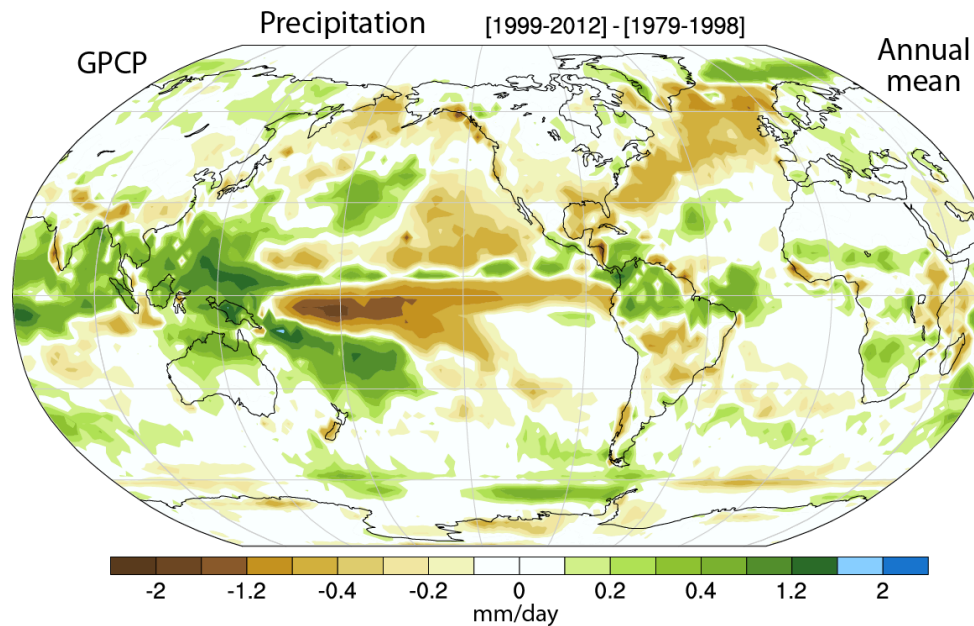 Precipitation [1999-2012] - [1979-1998]
GPCP
Annual
mean
-2 -1.2 -0.4 -0.2 0 0.2 0.4 1.2 2
mm/day